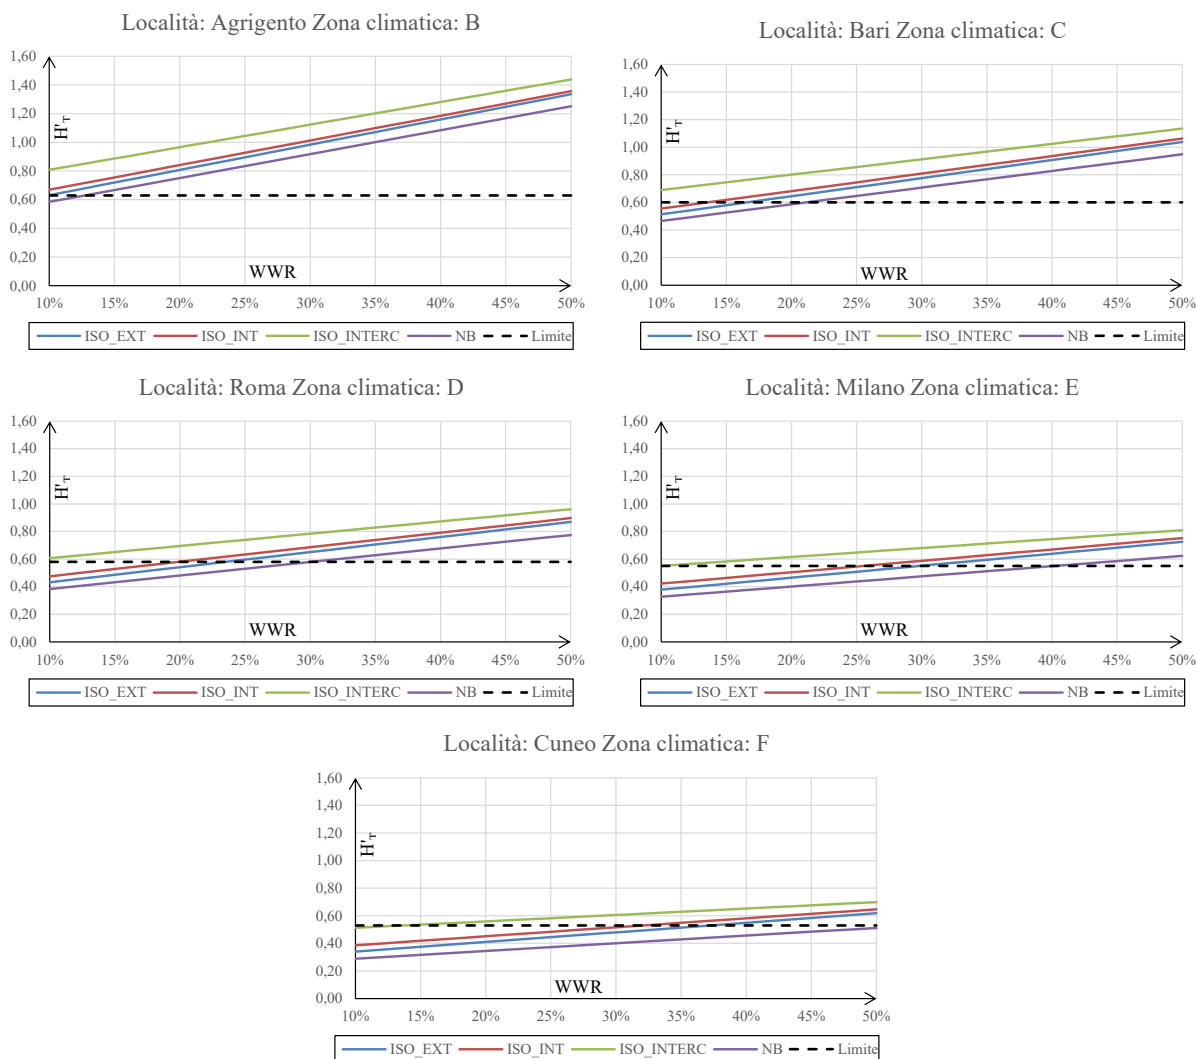 Località: Agrigento Zona climatica: B
1,60
1,40
1,20
1,00
0,80
0,60
0,40
0,20
0,00
H'T
WWR
10% 15% 20% 25% 30% 35% 40% 45% 50%
ISO_EXT ISO_INT ISO_INTERC NB Limite
Località: Bari Zona climatica: C
1,60
1,40
1,20
1,00
0,80
0,60
0,40
0,20
0,00
H'T
WWR
10% 15% 20% 25% 30% 35% 40% 45% 50%
ISO_EXT ISO_INT ISO_INTERC NB Limite
Località: Roma Zona climatica: D
1,60
1,40
1,20
1,00
0,80
0,60
0,40
0,20
0,00
H'T
WWR
10% 15% 20% 25% 30% 35% 40% 45% 50%
ISO_EXT ISO_INT ISO_INTERC NB Limite
Località: Milano Zona climatica: E
1,60
1,40
1,20
1,00
0,80
0,60
0,40
0,20
0,00
H'T
WWR
10% 15% 20% 25% 30% 35% 40% 45% 50%
ISO_EXT ISO_INT ISO_INTERC NB Limite
Località: Cuneo Zona climatica: F
1,60
1,40
1,20
1,00
0,80
0,60
0,40
0,20
0,00
H'T
WWR
10% 15% 20% 25% 30% 35% 40% 45% 50%
ISO_EXT ISO_INT ISO_INTERC NB Limite